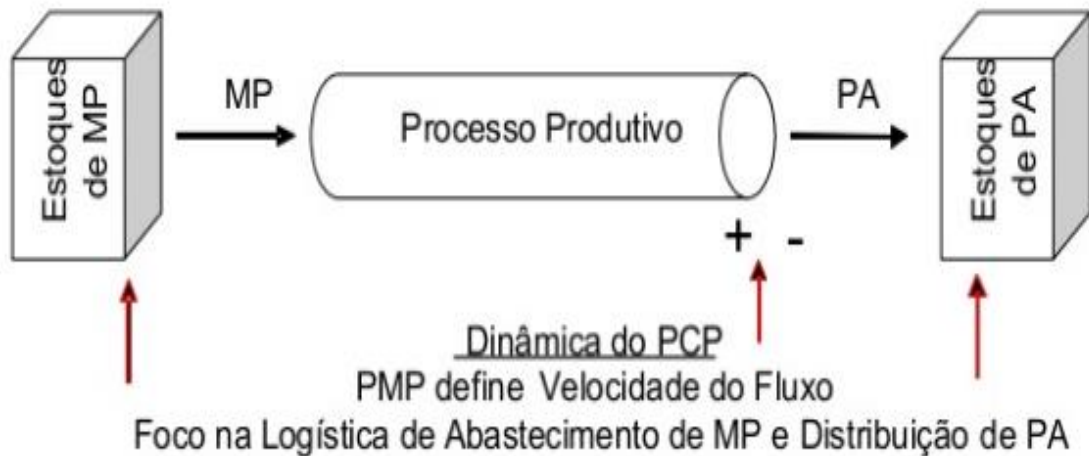 Estoques
de MP
MP
Processo Produtivo
PA
Estoques
de PA
+ -
Dinâmica do PCP
PMP define Velocidade do Fluxo
Foco na Logística de Abastecimento de MP e Distribuição de PA